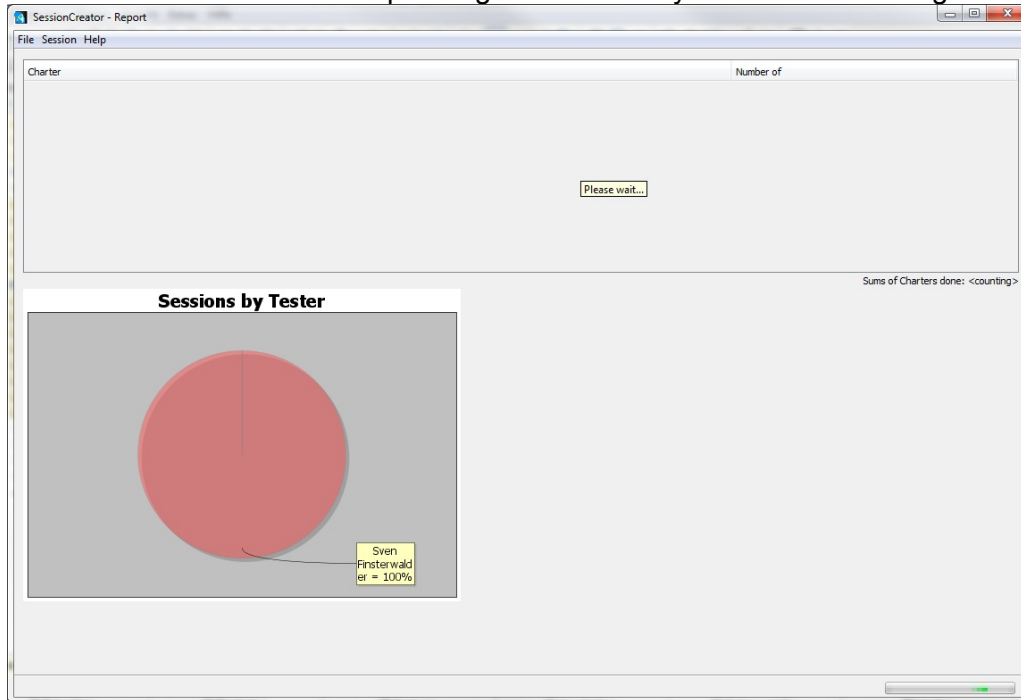 SessionCreator - Report
File Session Help
Charter Number of
Please wait...
Sums of Charters done: <counting>
Sessions by Tester
Sven
Finsterwald
er = 100%